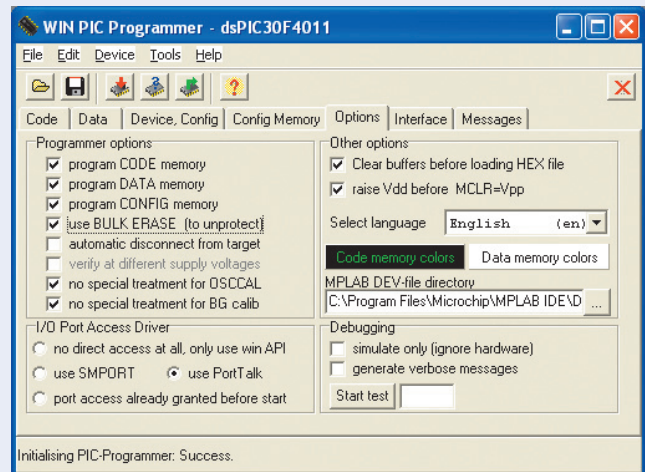 WIN PIC Programmer - dsPIC30F4011
File Edit Device Tools Help
Code Data Device, Config Config Memory Options Interface Messages
Programmer options
program CODE memory
program DATA memory
program CONFIG memory
use BULK ERASE (to unprotect)
automatic disconnect from target
verify at different supply voltages
no special treatment for OSCCAL
no special treatment for BG calib
I/O Port Access Driver
no direct access at all, only use win API
use SMPORT use PortTalk
port access already granted before start
Other options
Clear buffers before loading HEX file
raise Vdd before MCLR=Vpp
Select language English (en)
Code memory colors Data memory colors
MPLAB DEV-file directory
C:\Program Files\Microchip\MPLAB IDE\D ...
Debugging
simulate only (ignore hardware)
generate verbose messages
Start test
Initialising PIC-Programmer: Success.